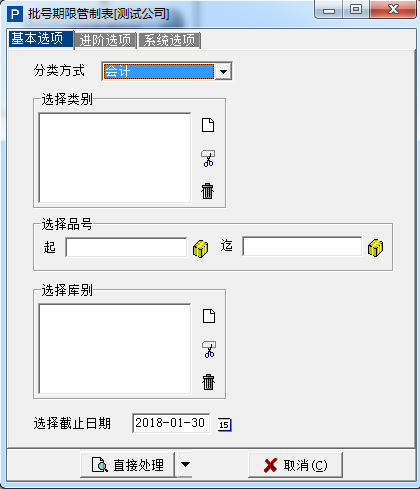 P 批号期限管制表[测试公司]
基本选项 进阶选项 系统选项
分类方式 会计
选择类别
选择品号
起 迄
选择库别
选择截止日期 2018-01-30 15
直接处理 取消(C)